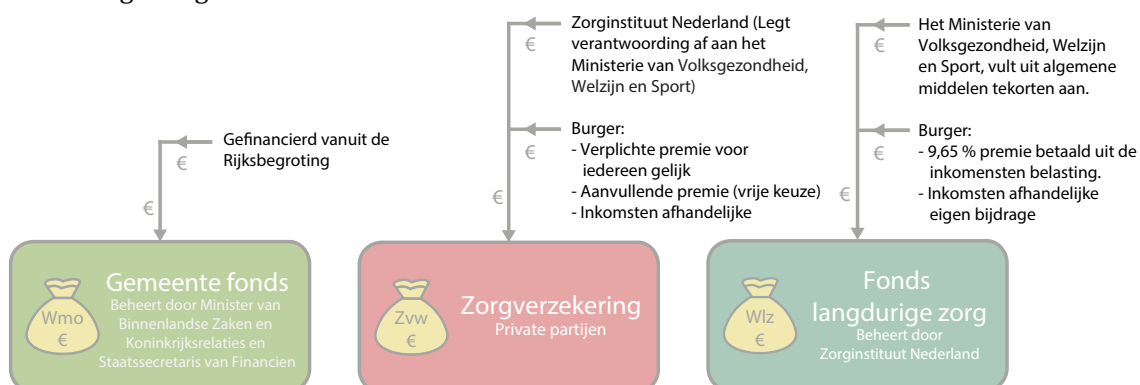 Zorginstituut Nederland (Legt
verantwoording af aan het
Ministerie van Volksgezondheid,
Welzijn en Sport)
€
Het Ministerie van
Volksgezondheid, Welzijn
en Sport, vult uit algemene
middelen tekorten aan.
€
Gefinancierd vanuit de
Rijksbegroting
€
€
Burger:
- Verplichte premie voor
iedereen gelijk
- Aanvullende premie (vrije keuze)
- Inkomsten afhandelijke
€
€
Burger:
- 9,65 % premie betaald uit de
inkomensten belasting.
- Inkomsten afhandelijke
eigen bijdrage
€
€
Gemeente fonds
Beheert door Minister van
Binnenlandse Zaken en
Koninkrijksrelaties en
Staatssecretaris van Financien
Wmo
€
Zorgverzekering
Private partijen
Zvw
€
Fonds
langdurige zorg
Beheert door
Zorginstituut Nederland
Wlz
€